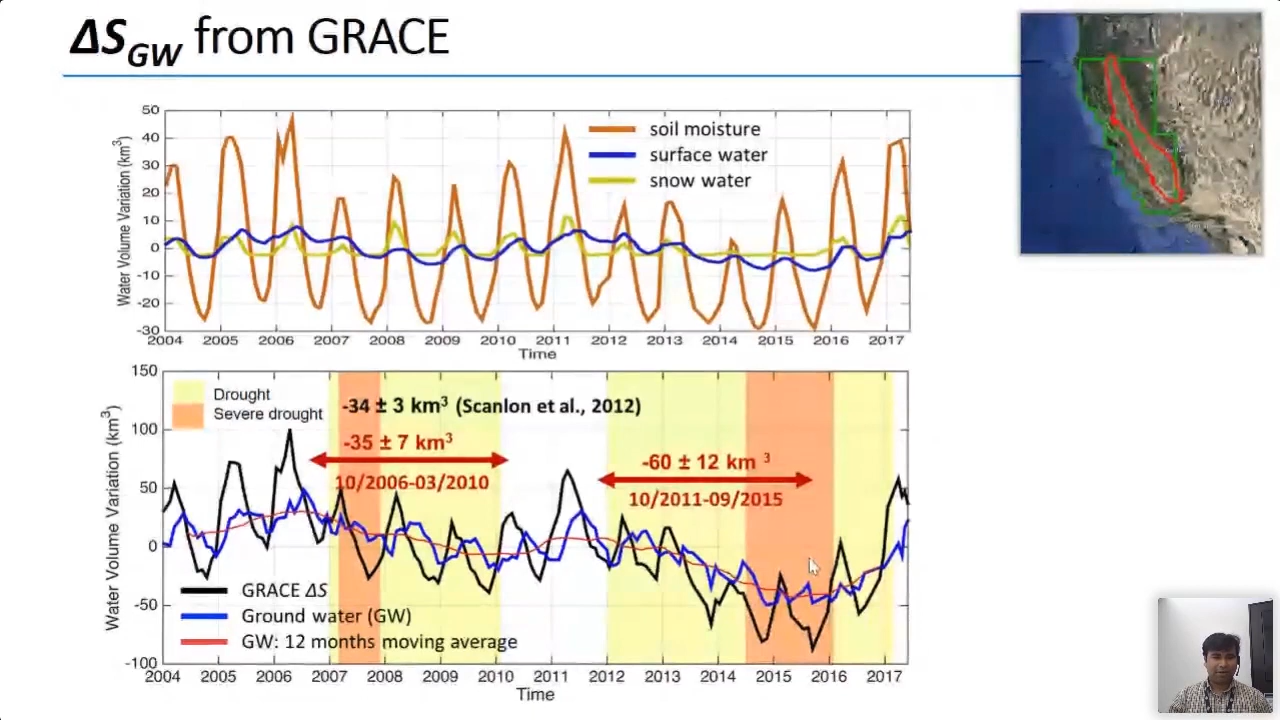 ΔS_GW from GRACE
50
40
30
20
10
0
-10
-20
-30
Water Volume Variation (km³)
soil moisture
surface water
snow water
2004 2005 2006 2007 2008 2009 2010 2011 2012 2013 2014 2015 2016 2017
Time
150
100
50
0
-50
-100
Water Volume Variation (km³)
Drought
Severe drought
-34 ± 3 km³ (Scanlon et al., 2012)
-35 ± 7 km³
10/2006-03/2010
-60 ± 12 km ³
10/2011-09/2015
GRACE ΔS
Ground water (GW)
GW: 12 months moving average
2004 2005 2006 2007 2008 2009 2010 2011 2012 2013 2014 2015 2016 2017
Time